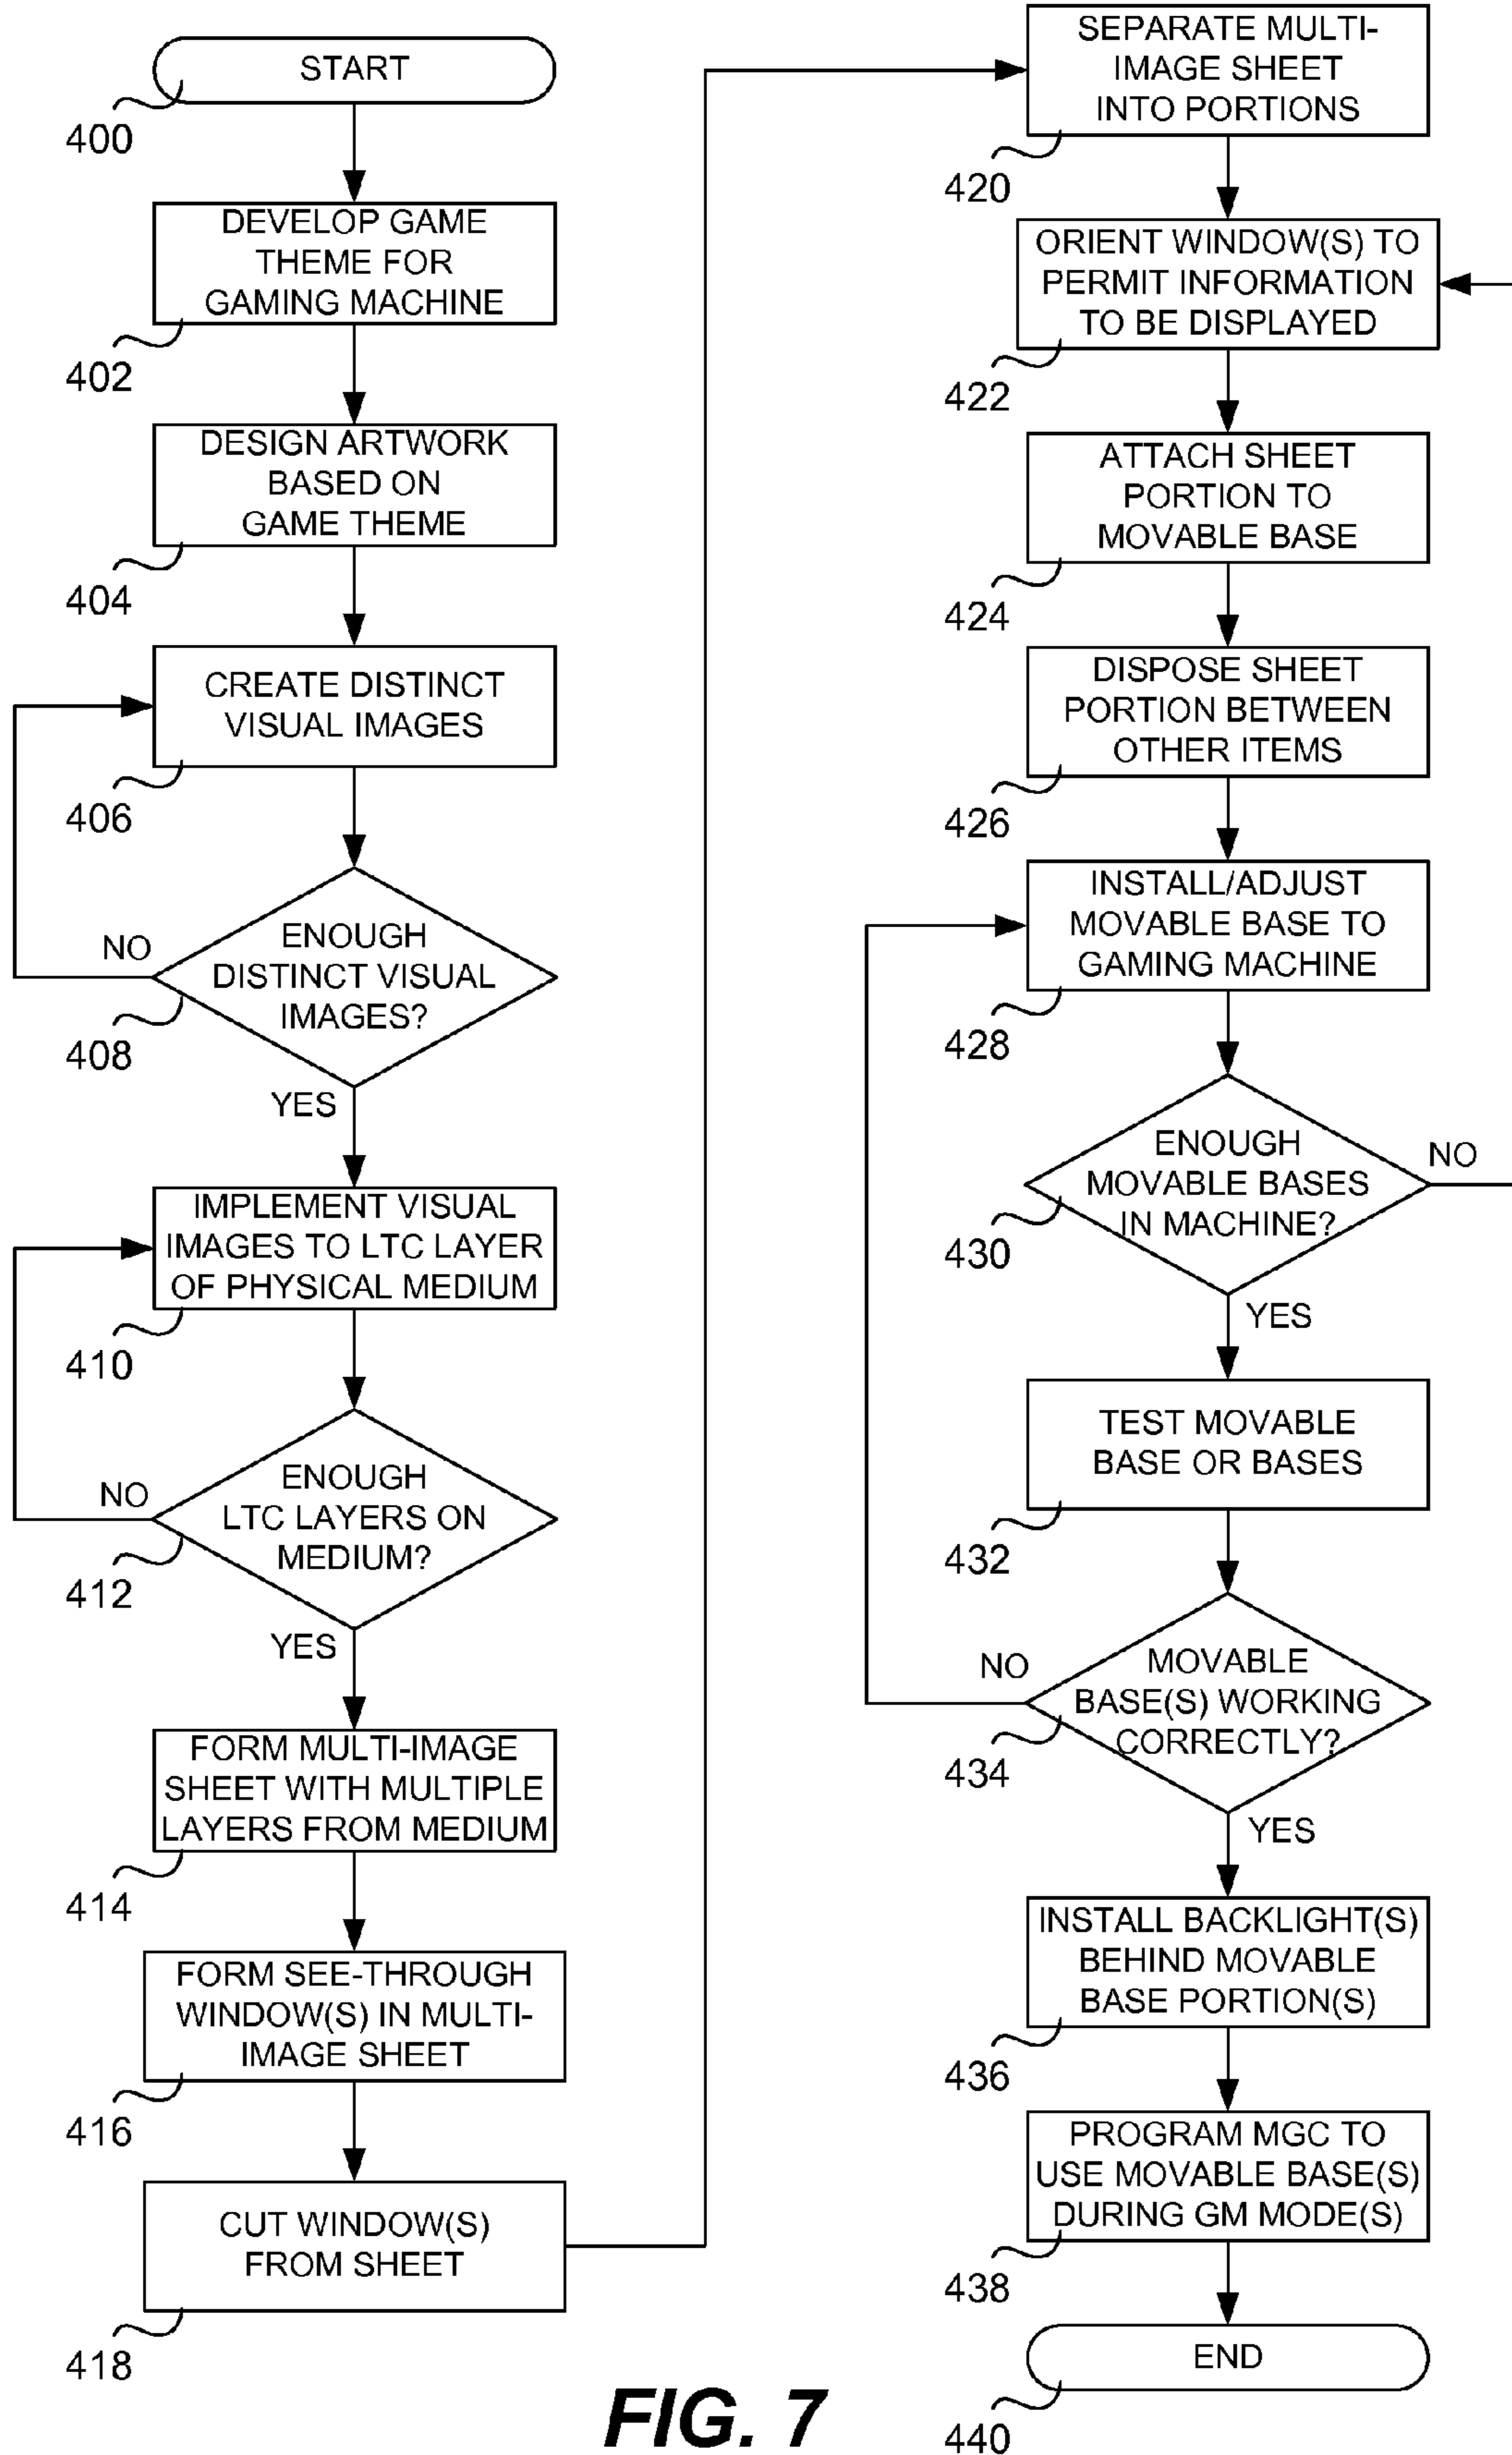 START
400
DEVELOP GAME
THEME FOR
GAMING MACHINE
402
DESIGN ARTWORK
BASED ON
GAME THEME
404
CREATE DISTINCT
VISUAL IMAGES
406
NO
ENOUGH
DISTINCT VISUAL
IMAGES?
408
YES
IMPLEMENT VISUAL
IMAGES TO LTC LAYER
OF PHYSICAL MEDIUM
410
NO
ENOUGH
LTC LAYERS ON
MEDIUM?
412
YES
FORM MULTI-IMAGE
SHEET WITH MULTIPLE
LAYERS FROM MEDIUM
414
FORM SEE-THROUGH
WINDOW(S) IN MULTI-
IMAGE SHEET
416
CUT WINDOW(S)
FROM SHEET
418
SEPARATE MULTI-
IMAGE SHEET
INTO PORTIONS
420
ORIENT WINDOW(S) TO
PERMIT INFORMATION
TO BE DISPLAYED
422
ATTACH SHEET
PORTION TO
MOVABLE BASE
424
DISPOSE SHEET
PORTION BETWEEN
OTHER ITEMS
426
INSTALL/ADJUST
MOVABLE BASE TO
GAMING MACHINE
428
ENOUGH
MOVABLE BASES
IN MACHINE?
NO
430
YES
TEST MOVABLE
BASE OR BASES
432
NO
MOVABLE
BASE(S) WORKING
CORRECTLY?
434
YES
INSTALL BACKLIGHT(S)
BEHIND MOVABLE
BASE PORTION(S)
436
PROGRAM MGC TO
USE MOVABLE BASE(S)
DURING GM MODE(S)
438
END
440
FIG. 7